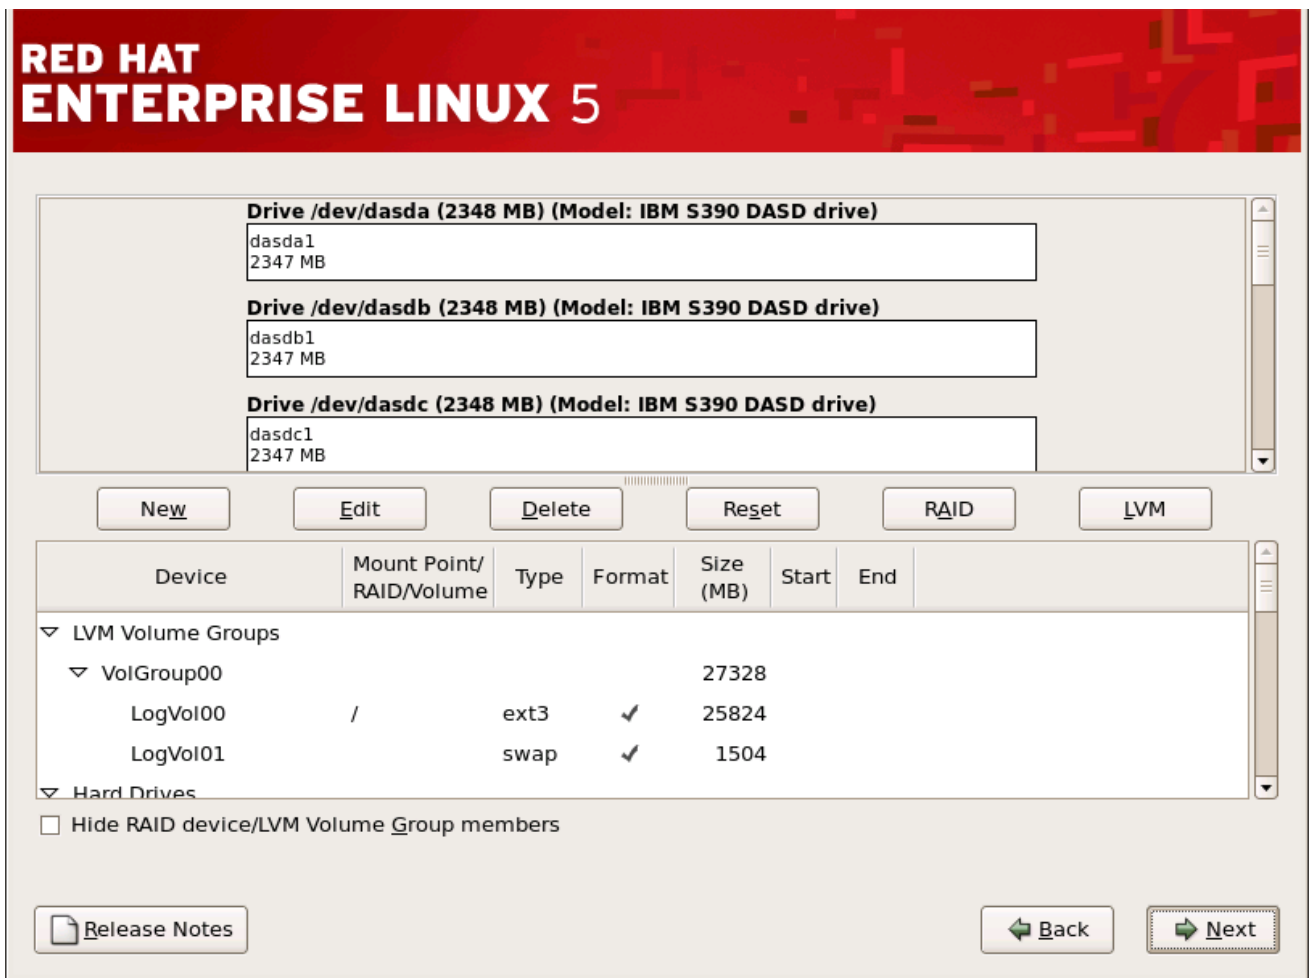 RED HAT
ENTERPRISE LINUX 5
Drive /dev/dasda (2348 MB) (Model: IBM S390 DASD drive)
dasda1
2347 MB
Drive /dev/dasdb (2348 MB) (Model: IBM S390 DASD drive)
dasdb1
2347 MB
Drive /dev/dasdc (2348 MB) (Model: IBM S390 DASD drive)
dasdc1
2347 MB
New Edit Delete Reset RAID LVM
Device Mount Point/ RAID/Volume Type Format Size (MB) Start End
LVM Volume Groups
VolGroup00 27328
LogVol00 / ext3 25824
LogVol01 swap 1504
Hard Drives
Hide RAID device/LVM Volume Group members
Release Notes Back Next